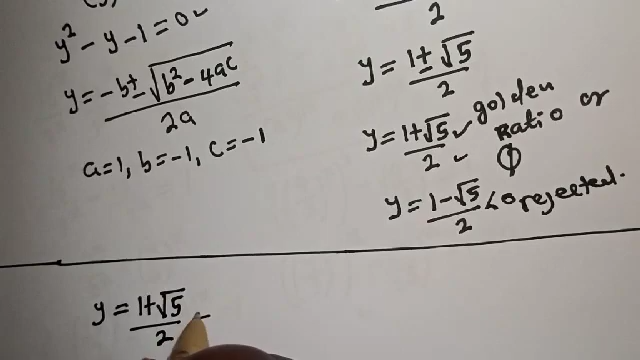 y² - y - 1 = 0 ✓
y = -b ± √(b² - 4ac) / 2a
a = 1, b = -1, c = -1
2
y = 1 ± √5 / 2
y = 1 + √5 / 2 ✓ golden Ratio or ϕ
y = 1 - √5 / 2 < 0 rejected.
y = 1 + √5 / 2